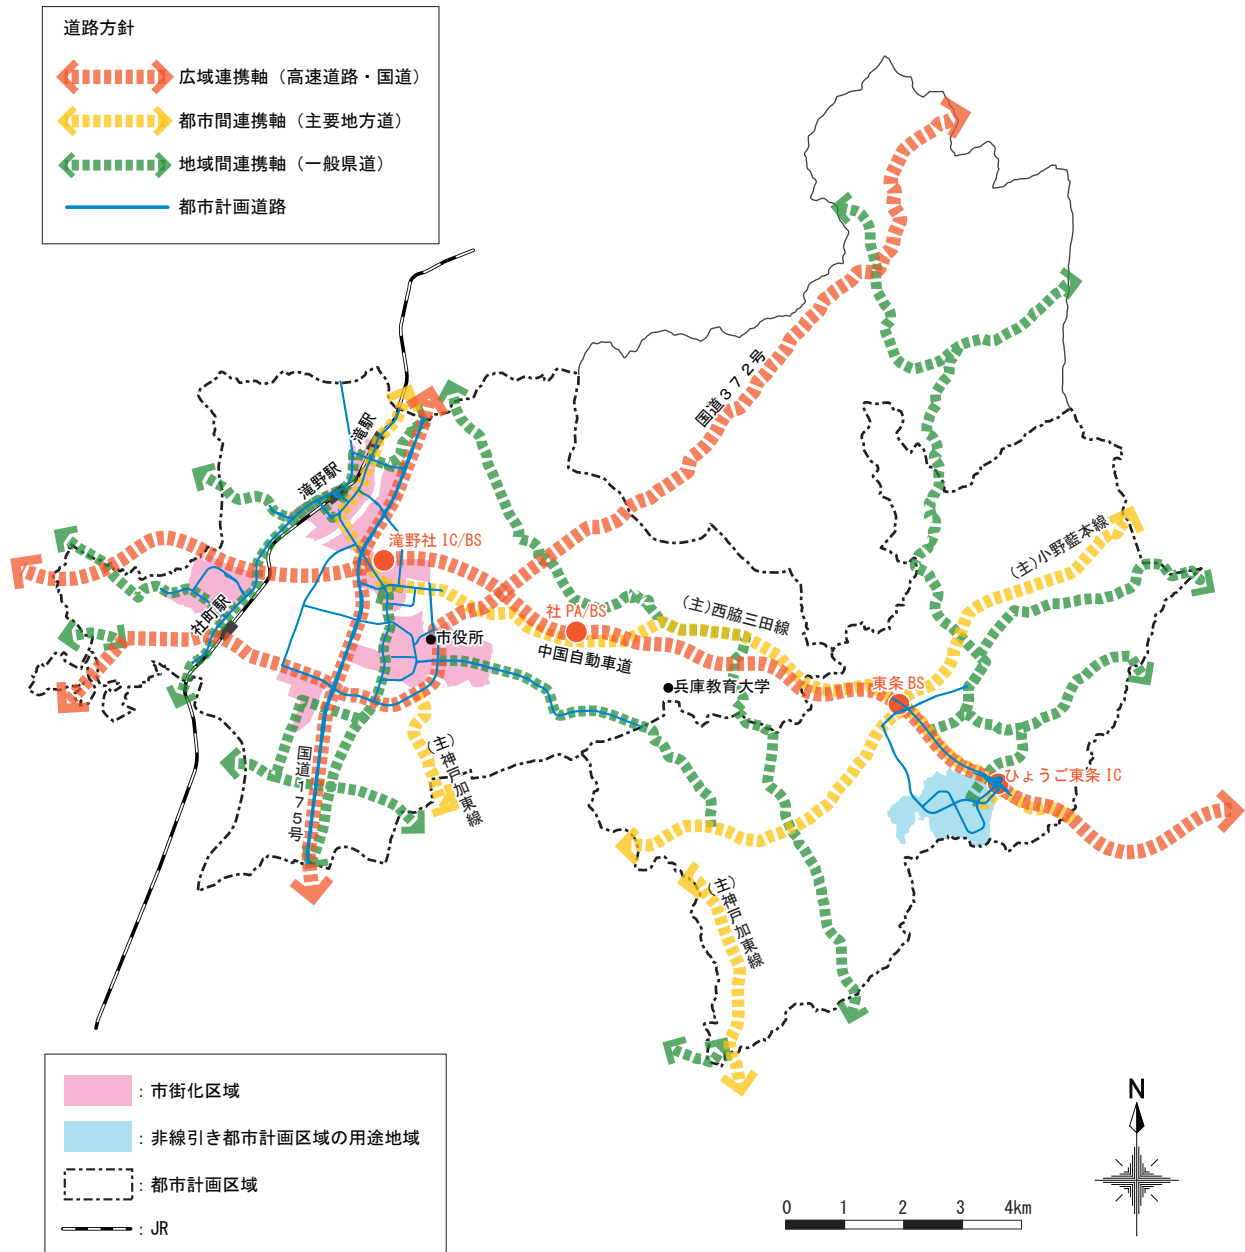 道路方針
広域連携軸（高速道路・国道）
都市間連携軸（主要地方道）
地域間連携軸（一般県道）
都市計画道路
国道３７２号
滝駅
滝野駅
滝野社 IC/BS
(主)小野藍本線
社町駅
社 PA/BS
(主)西脇三田線
市役所
中国自動車道
兵庫教育大学
東条 BS
(主)神戸加東線
国道１７５号
ひょうご東条 IC
(主)神戸加東線
：市街化区域
：非線引き都市計画区域の用途地域
：都市計画区域
：JR
N
0 1 2 3 4km